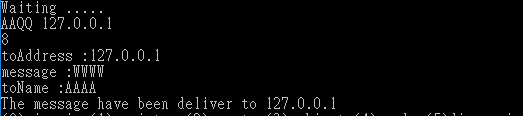 Waiting .....
AAQQ 127.0.0.1
8
toAddress :127.0.0.1
message :WWWW
toName :AAAA
The message have been deliver to 127.0.0.1